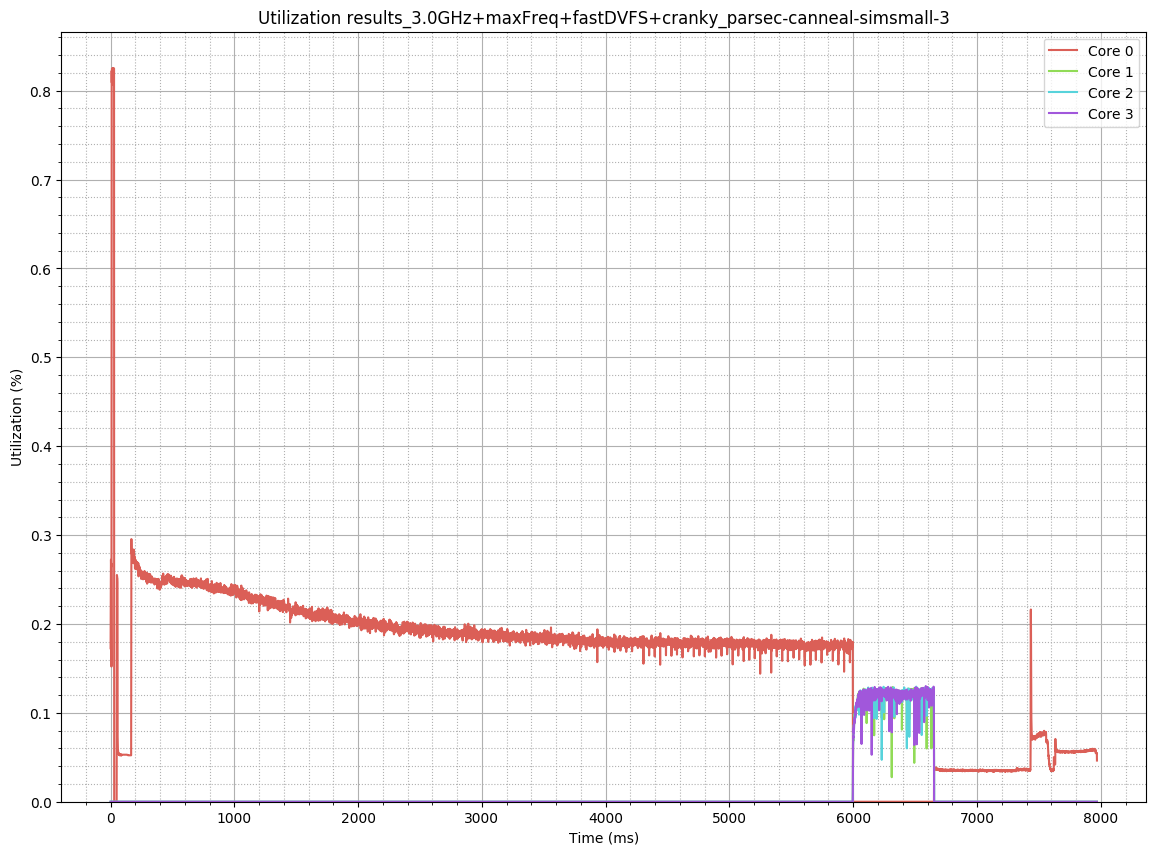 Utilization results_3.0GHz+maxFreq+fastDVFS+cranky_parsec-canneal-simsmall-3
Core 0
Core 1
Core 2
Core 3
Utilization (%)
0.8
0.7
0.6
0.5
0.4
0.3
0.2
0.1
0.0
0 1000 2000 3000 4000 5000 6000 7000 8000
Time (ms)